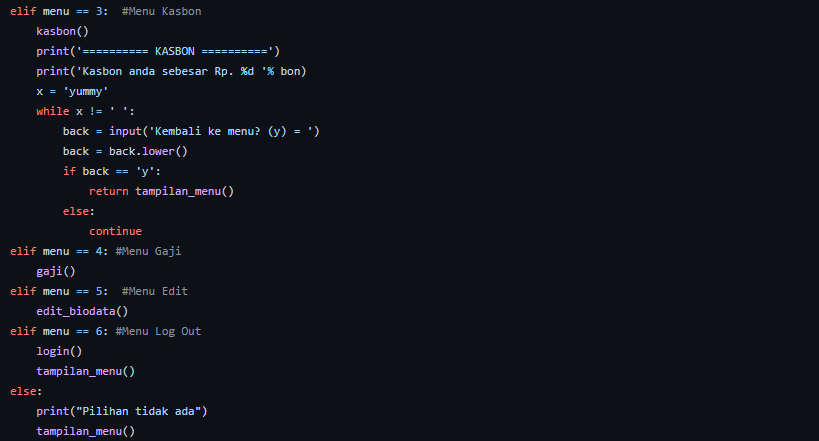 elif menu == 3:  #Menu Kasbon
    kasbon()
    print('========== KASBON ==========')
    print('Kasbon anda sebesar Rp. %d '% bon)
    x = 'yummy'
    while x != ' ':
        back = input('Kembali ke menu? (y) = ')
        back = back.lower()
        if back == 'y':
            return tampilan_menu()
        else:
            continue
elif menu == 4: #Menu Gaji
    gaji()
elif menu == 5:  #Menu Edit
    edit_biodata()
elif menu == 6: #Menu Log Out
    login()
    tampilan_menu()
else:
    print("Pilihan tidak ada")
    tampilan_menu()